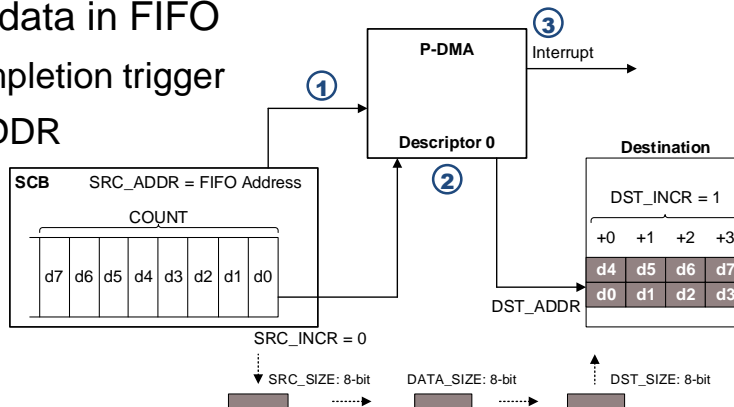 data in FIFO
trigger
3
P-DMA
Interrupt
1
Descriptor 0
2
Destination
SCB
SRC_ADDR = FIFO Address
DST_INCR = 1
COUNT
+0 +1 +2 +3
d7 d6 d5 d4 d3 d2 d1 d0
d4 d5 d6 d7
d0 d1 d2 d3
DST_ADDR
SRC_INCR = 0
SRC_SIZE: 8-bit
DATA_SIZE: 8-bit
DST_SIZE: 8-bit